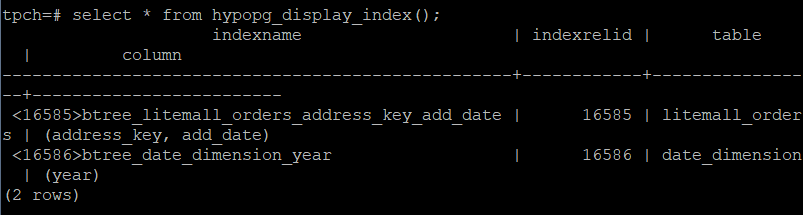 tpch=# select * from hypopg_display_index();
                     indexname                     | indexrelid |      table
  |          column
---------------------------------------------------+------------+---------------
--+-------------------------
 <16585>btree_litemall_orders_address_key_add_date |      16585 | litemall_order
s | (address_key, add_date)
 <16586>btree_date_dimension_year                  |      16586 | date_dimension
  | (year)
(2 rows)